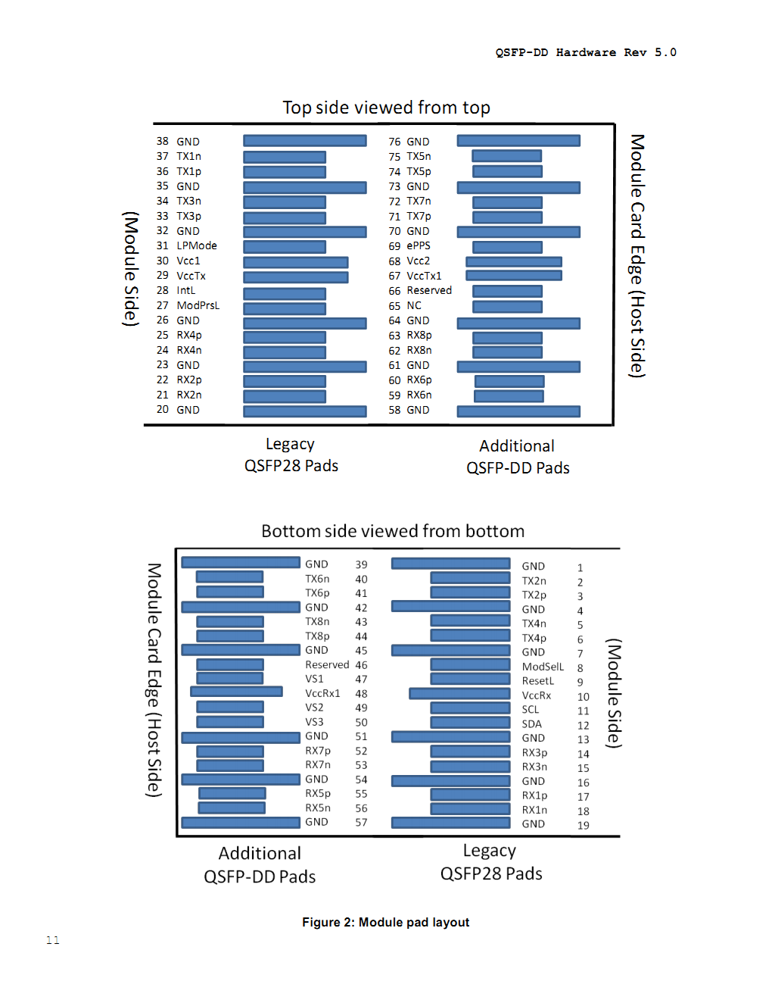 QSFP-DD Hardware Rev 5.0
Top side viewed from top
38 GND 76 GND
37 TX1n 75 TX5n
36 TX1p 74 TX5p
35 GND 73 GND
34 TX3n 72 TX7n
33 TX3p 71 TX7p
32 GND 70 GND
31 LPMode 69 ePPS
30 Vcc1 68 Vcc2
29 VccTx 67 VccTx1
28 IntL 66 Reserved
27 ModPrsL 65 NC
26 GND 64 GND
25 RX4p 63 RX8p
24 RX4n 62 RX8n
23 GND 61 GND
22 RX2p 60 RX6p
21 RX2n 59 RX6n
20 GND 58 GND
(Module Side)
Module Card Edge (Host Side)
Legacy
QSFP28 Pads
Additional
QSFP-DD Pads
Bottom side viewed from bottom
GND 39 GND 1
TX6n 40 TX2n 2
TX6p 41 TX2p 3
GND 42 GND 4
TX8n 43 TX4n 5
TX8p 44 TX4p 6
GND 45 GND 7
Reserved 46 ModSelL 8
VS1 47 ResetL 9
VccRx1 48 VccRx 10
VS2 49 SCL 11
VS3 50 SDA 12
GND 51 GND 13
RX7p 52 RX3p 14
RX7n 53 RX3n 15
GND 54 GND 16
RX5p 55 RX1p 17
RX5n 56 RX1n 18
GND 57 GND 19
Module Card Edge (Host Side)
(Module Side)
Additional
QSFP-DD Pads
Legacy
QSFP28 Pads
Figure 2: Module pad layout
11